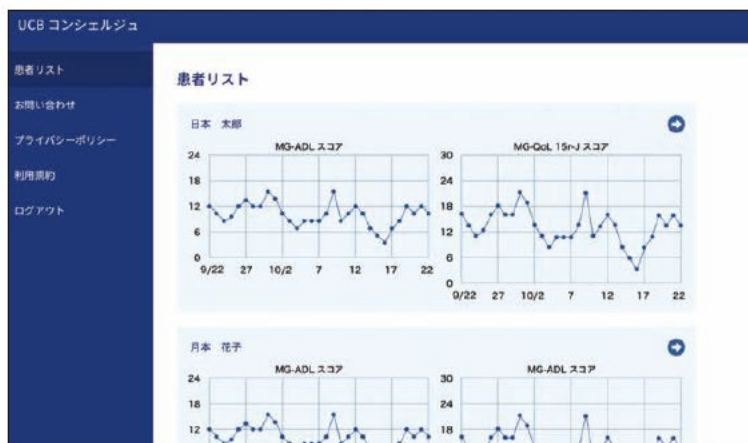 UCB コンシェルジュ
患者リスト
お問い合わせ
プライバシーポリシー
利用規約
ログアウト
患者リスト
日本 太郎
MG-ADL スコア
24
18
12
6
0
9/22 27 10/2 7 12 17 22
MG-QoL 15r-J スコア
30
24
18
12
6
0
9/22 27 10/2 7 12 17 22
月本 花子
MG-ADL スコア
24
18
12
MG-ADL スコア
30
24
18